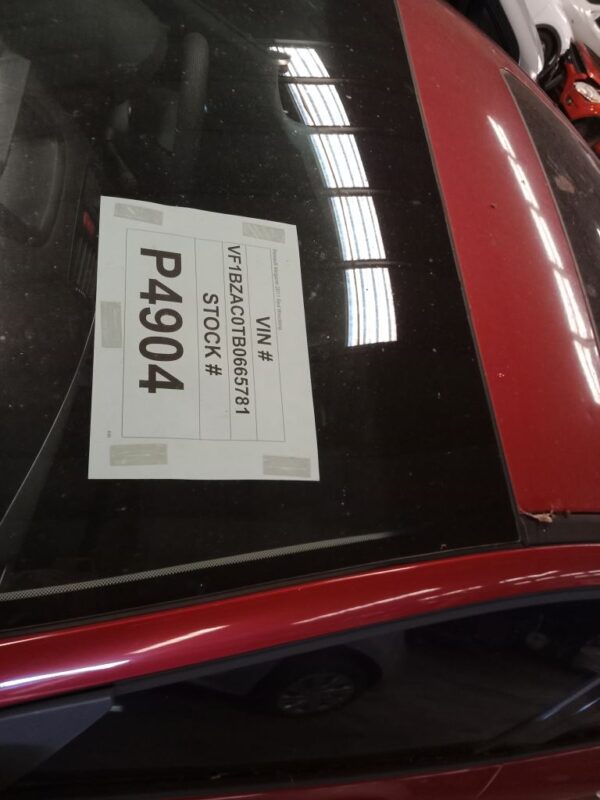 VIN #
VF1BZAC0TB0665781
STOCK #
P4904